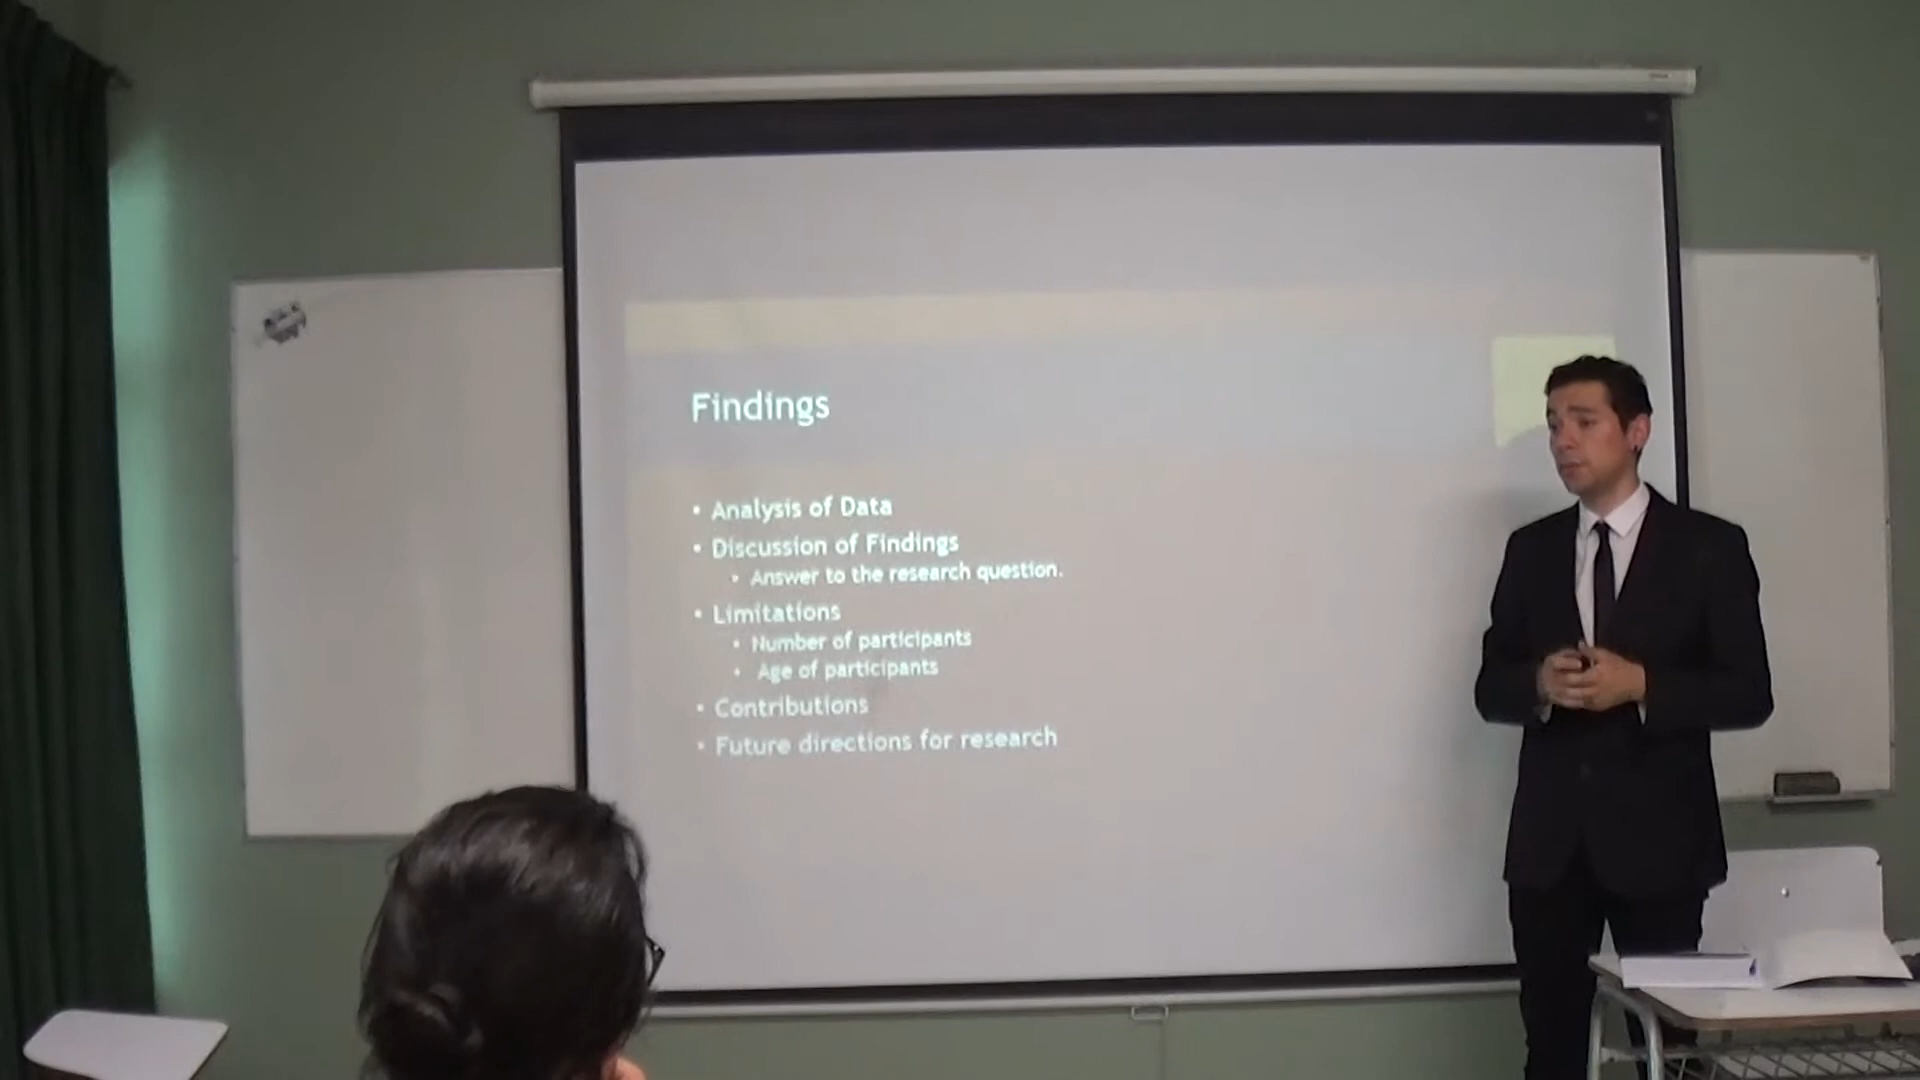 Findings
• Analysis of Data
• Discussion of Findings
• Answer to the research question.
• Limitations
• Number of participants
• Age of participants
• Contributions
• Future directions for research